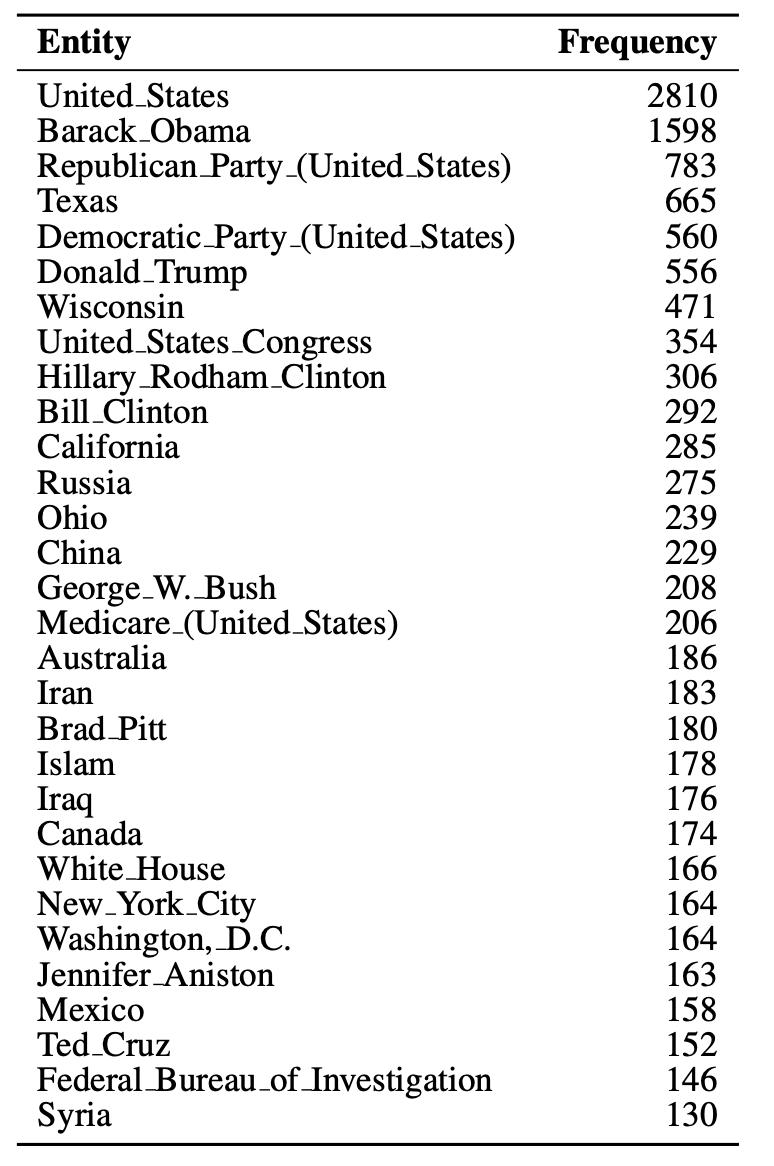 Entity Frequency
United_States 2810
Barack_Obama 1598
Republican_Party_(United_States) 783
Texas 665
Democratic_Party_(United_States) 560
Donald_Trump 556
Wisconsin 471
United_States_Congress 354
Hillary_Rodham_Clinton 306
Bill_Clinton 292
California 285
Russia 275
Ohio 239
China 229
George_W._Bush 208
Medicare_(United_States) 206
Australia 186
Iran 183
Brad_Pitt 180
Islam 178
Iraq 176
Canada 174
White_House 166
New_York_City 164
Washington,_D.C. 164
Jennifer_Aniston 163
Mexico 158
Ted_Cruz 152
Federal_Bureau_of_Investigation 146
Syria 130